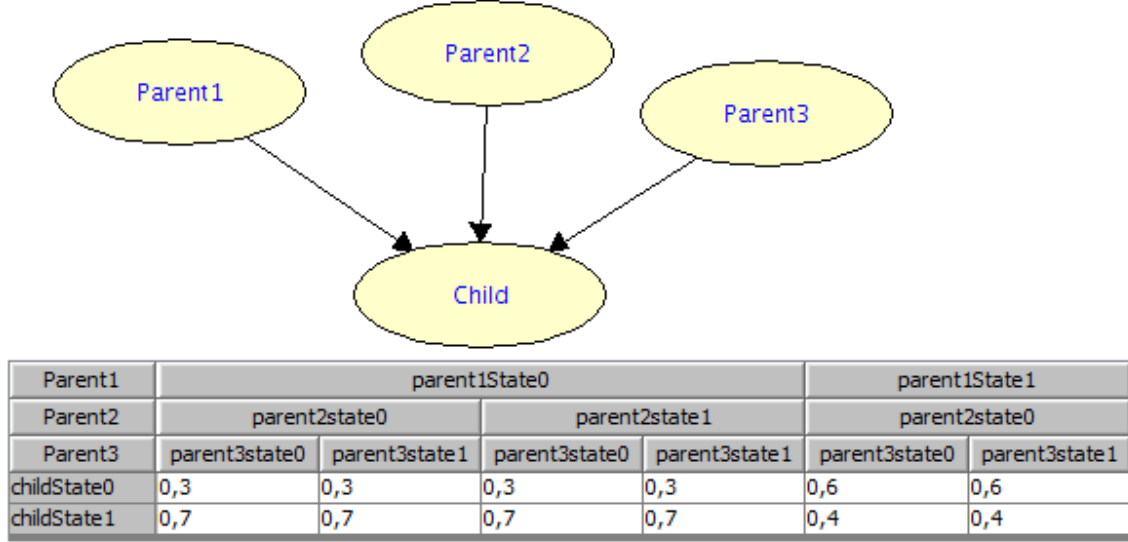 Parent2
Parent1
Parent3
Child
Parent1 parent1State0 parent1State1
Parent2 parent2state0 parent2state1 parent2state0
Parent3 parent3state0 parent3state1 parent3state0 parent3state1 parent3state0 parent3state1
childState0 0,3 0,3 0,3 0,3 0,6 0,6
childState1 0,7 0,7 0,7 0,7 0,4 0,4